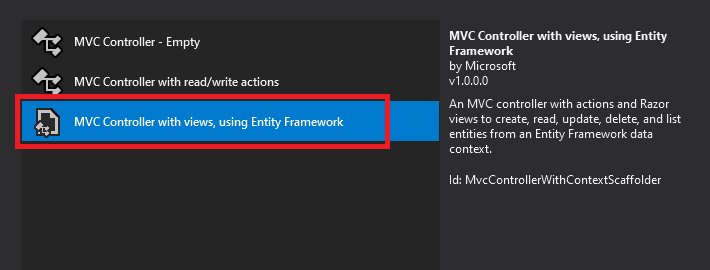 MVC Controller - Empty
MVC Controller with read/write actions
MVC Controller with views, using Entity Framework
MVC Controller with views, using Entity
Framework
by Microsoft
v1.0.0.0
An MVC controller with actions and Razor
views to create, read, update, delete, and list
entities from an Entity Framework data
context.
Id: MvcControllerWithContextScaffolder